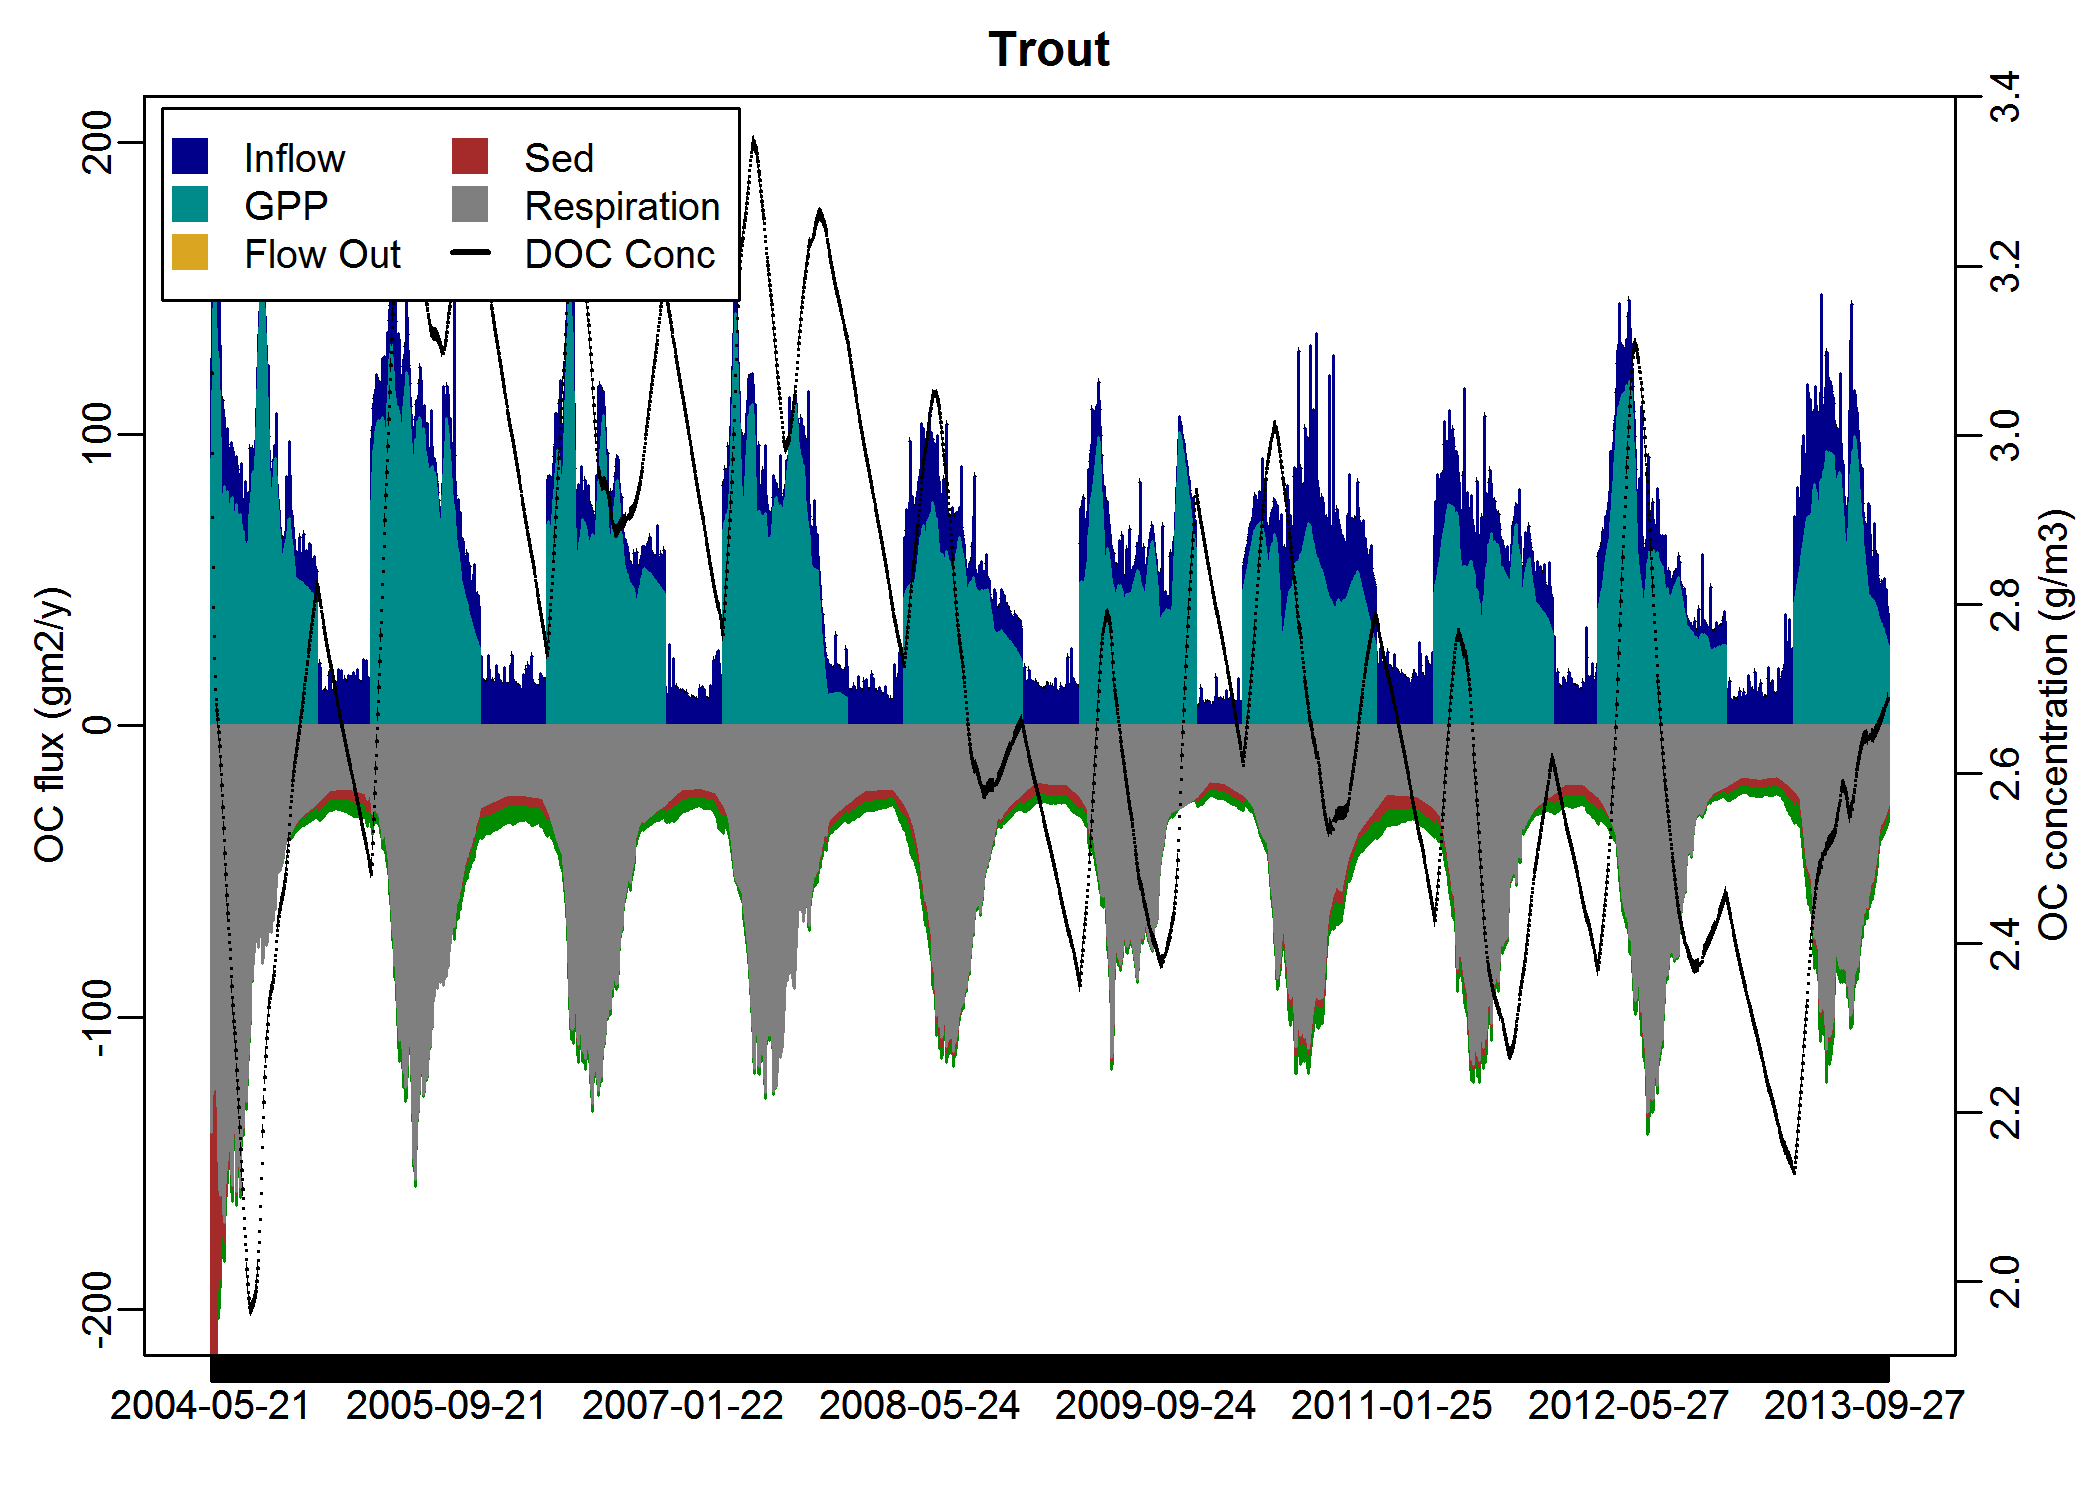 Trout
Inflow
GPP
Flow Out
Sed
Respiration
DOC Conc
OC flux (gm2/y)
200
100
0
-100
-200
OC concentration (g/m3)
3.4
3.2
3.0
2.8
2.6
2.4
2.2
2.0
2004-05-21 2005-09-21 2007-01-22 2008-05-24 2009-09-24 2011-01-25 2012-05-27 2013-09-27